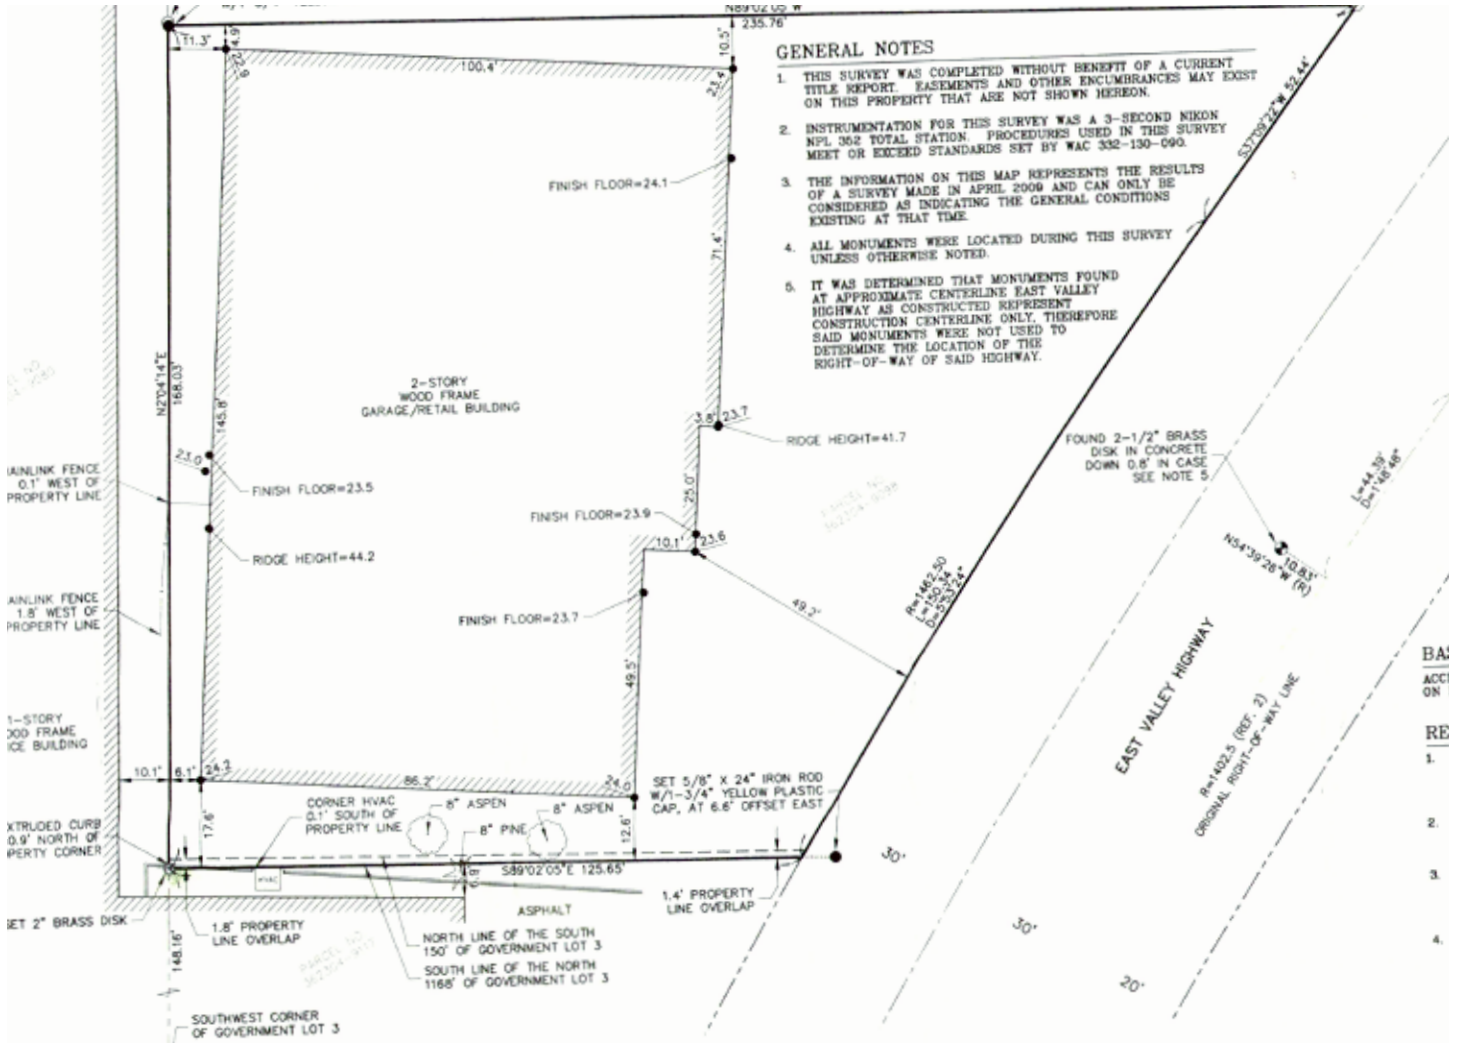 N89°02'05"W
235.76'
11.3'
4.9'
22.9
100.4'
10.5'
23.4
GENERAL NOTES
1. THIS SURVEY WAS COMPLETED WITHOUT BENEFIT OF A CURRENT
TITLE REPORT. EASEMENTS AND OTHER ENCUMBRANCES MAY EXIST
ON THIS PROPERTY THAT ARE NOT SHOWN HEREON.
2. INSTRUMENTATION FOR THIS SURVEY WAS A 3-SECOND NIKON
NPL 352 TOTAL STATION. PROCEDURES USED IN THIS SURVEY
MEET OR EXCEED STANDARDS SET BY WAC 332-130-090.
3. THE INFORMATION ON THIS MAP REPRESENTS THE RESULTS
OF A SURVEY MADE IN APRIL 2009 AND CAN ONLY BE
CONSIDERED AS INDICATING THE GENERAL CONDITIONS
EXISTING AT THAT TIME.
4. ALL MONUMENTS WERE LOCATED DURING THIS SURVEY
UNLESS OTHERWISE NOTED.
5. IT WAS DETERMINED THAT MONUMENTS FOUND
AT APPROXIMATE CENTERLINE EAST VALLEY
HIGHWAY AS CONSTRUCTED REPRESENT
CONSTRUCTION CENTERLINE ONLY, THEREFORE
SAID MONUMENTS WERE NOT USED TO
DETERMINE THE LOCATION OF THE
RIGHT-OF-WAY OF SAID HIGHWAY.
S37°09'22"W 52.44'
FINISH FLOOR=24.1
71.4'
N2°04'14"E
168.03'
2-STORY
WOOD FRAME
GARAGE/RETAIL BUILDING
145.8'
3.8'
23.7
RIDGE HEIGHT=41.7
FOUND 2-1/2" BRASS
DISK IN CONCRETE
DOWN 0.8' IN CASE
SEE NOTE 5
L=44.39'
D=1°48'48"
23.0
AINLINK FENCE
0.1' WEST OF
PROPERTY LINE
FINISH FLOOR=23.5
25.0'
FINISH FLOOR=23.9
10.1'
23.6
RIDGE HEIGHT=44.2
N54°39'28"W (R)
10.83'
AINLINK FENCE
1.8' WEST OF
PROPERTY LINE
FINISH FLOOR=23.7
49.2'
R=1462.50
L=150.34
D=5°53'24"
49.5'
EAST VALLEY HIGHWAY
R=1402.5 (REF. 2)
ORIGINAL RIGHT-OF-WAY LINE
BA
ACC
ON
RE
1.
2.
3.
4.
1-STORY
OOD FRAME
ICE BUILDING
10.1'
6.1'
24.2
86.2'
24.0
SET 5/8" X 24" IRON ROD
W/1-3/4" YELLOW PLASTIC
CAP, AT 6.6' OFFSET EAST
CORNER HVAC
0.1' SOUTH OF
PROPERTY LINE
8" ASPEN
8" ASPEN
8" PINE
17.6'
12.6'
XTRUDED CURB
0.9' NORTH OF
PERTY CORNER
30'
HVAC
6.9'
S89°02'05"E 125.65'
1.4' PROPERTY
LINE OVERLAP
SET 2" BRASS DISK
1.8' PROPERTY
LINE OVERLAP
ASPHALT
NORTH LINE OF THE SOUTH
150' OF GOVERNMENT LOT 3
SOUTH LINE OF THE NORTH
1168' OF GOVERNMENT LOT 3
30'
20'
148.16'
SOUTHWEST CORNER
OF GOVERNMENT LOT 3